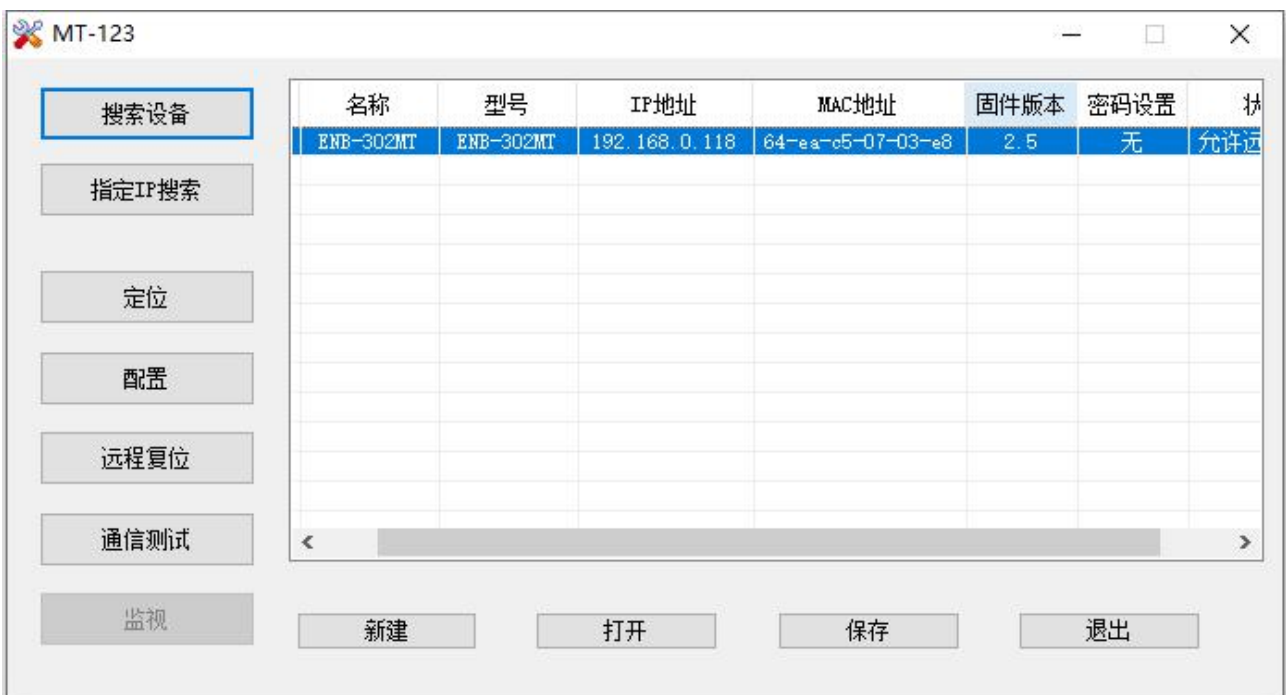 MT-123
搜索设备
指定IP搜索
定位
配置
远程复位
通信测试
监视
名称 型号 IP地址 MAC地址 固件版本 密码设置
ENB-302MT ENB-302MT 192.168.0.118 64-ea-c5-07-03-e8 2.5 无 允许远
新建 打开 保存 退出